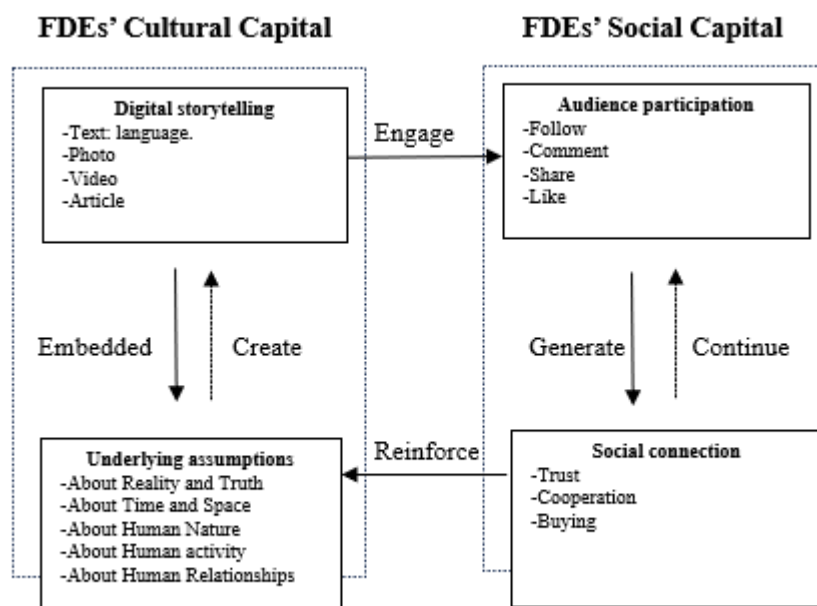 FDEs’ Cultural Capital
FDEs’ Social Capital
Digital storytelling
-Text: language.
-Photo
-Video
-Article
Engage
Audience participation
-Follow
-Comment
-Share
-Like
Embedded
Create
Generate
Continue
Underlying assumptions
-About Reality and Truth
-About Time and Space
-About Human Nature
-About Human activity
-About Human Relationships
Reinforce
Social connection
-Trust
-Cooperation
-Buying